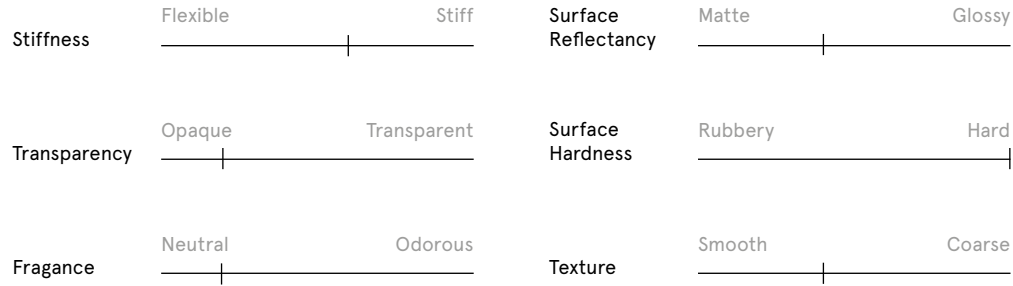 Flexible Stiff
Stiffness
Opaque Transparent
Transparency
Neutral Odorous
Fragance
Surface
Reflectancy
Matte Glossy
Surface
Hardness
Rubbery Hard
Smooth Coarse
Texture